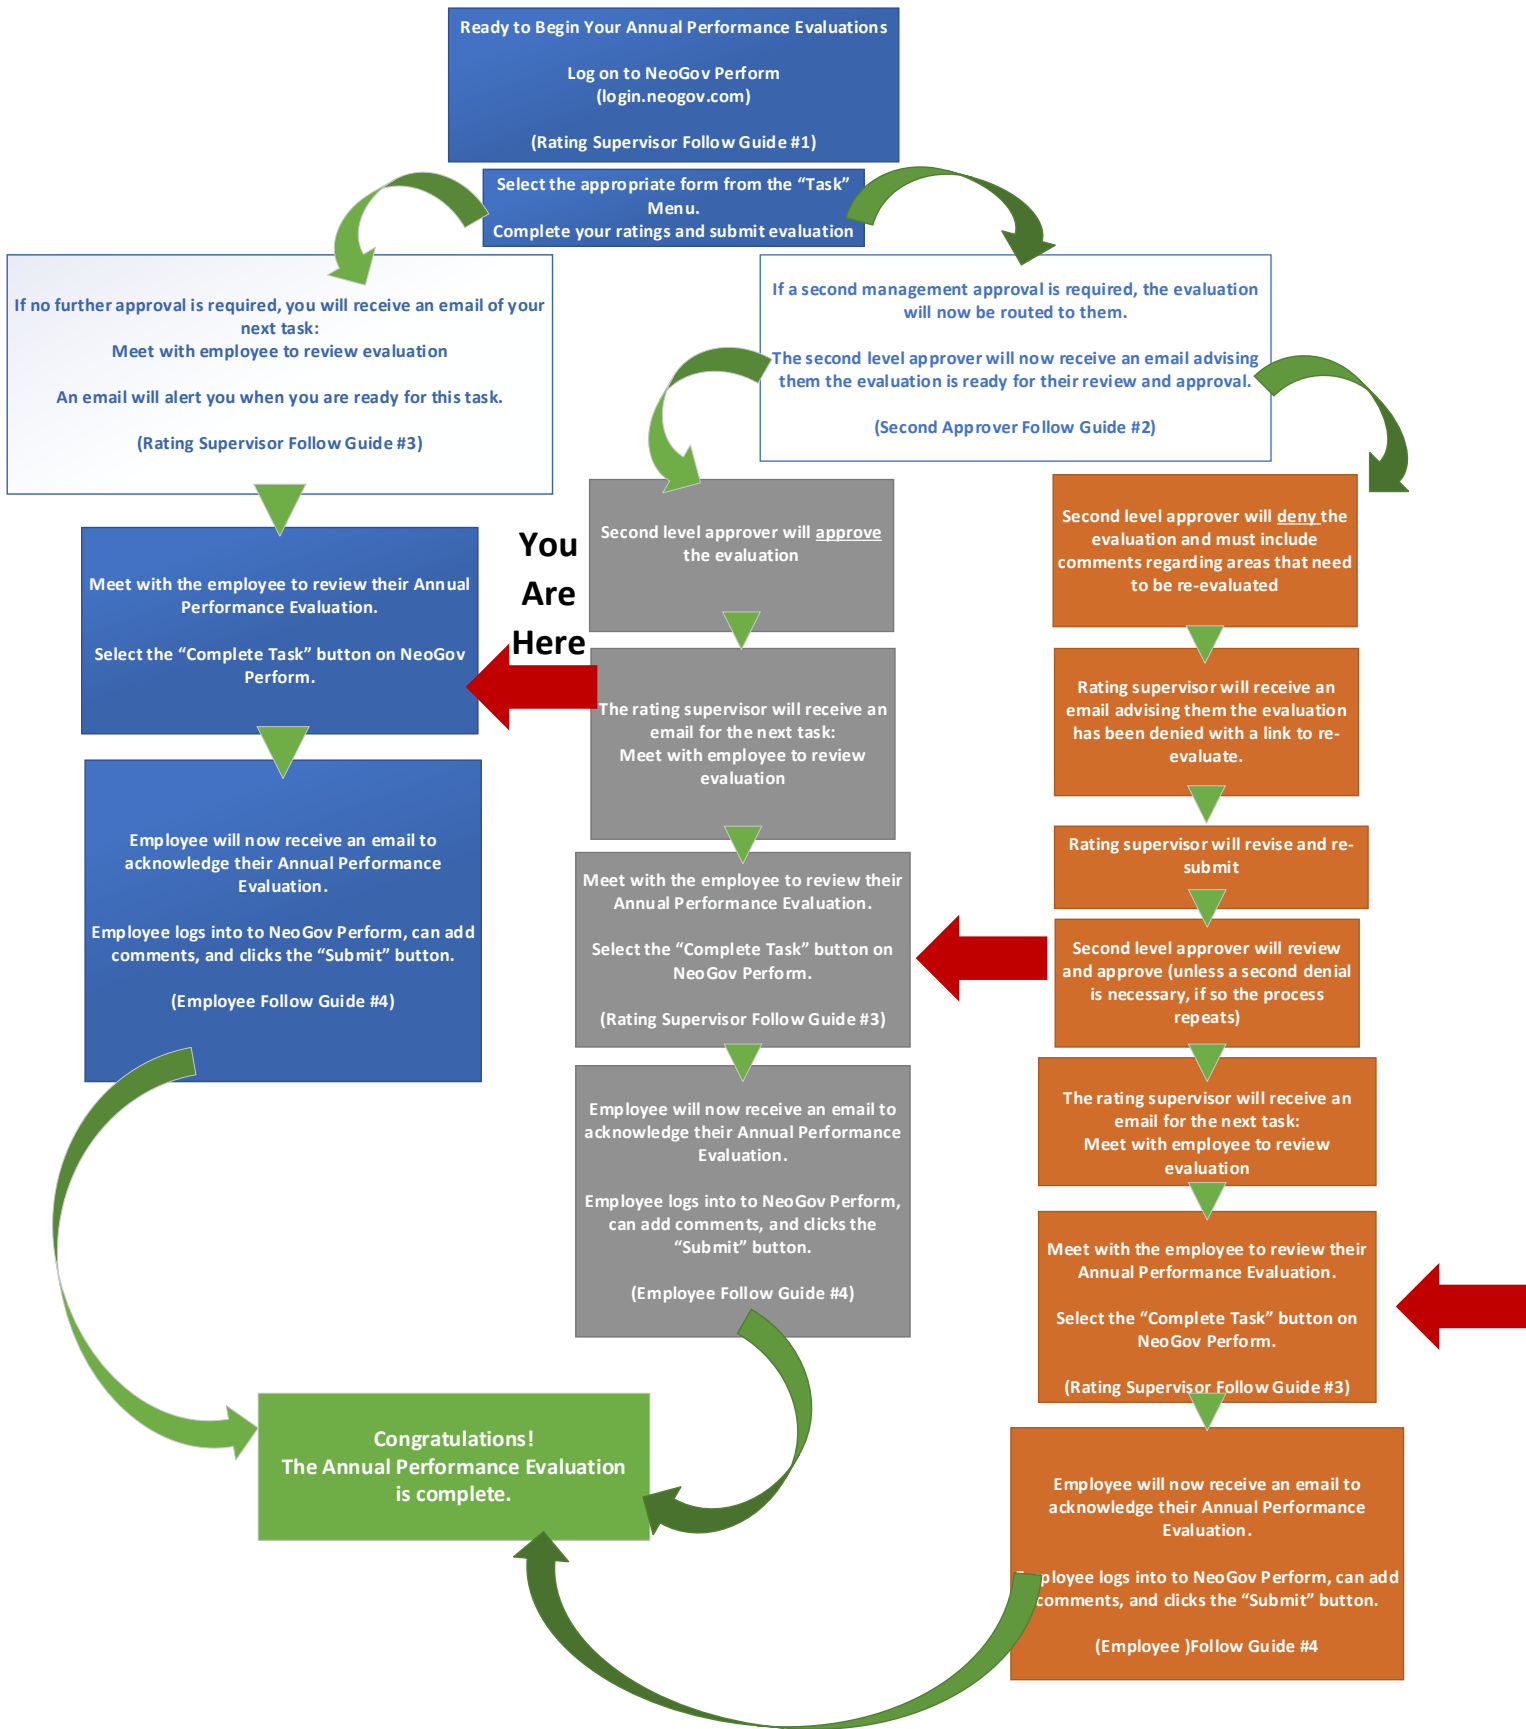 Ready to Begin Your Annual Performance Evaluations
Log on to NeoGov Perform
(login.neogov.com)
(Rating Supervisor Follow Guide #1)
Select the appropriate form from the “Task”
Menu.
Complete your ratings and submit evaluation
If no further approval is required, you will receive an email of your
next task:
Meet with employee to review evaluation
An email will alert you when you are ready for this task.
(Rating Supervisor Follow Guide #3)
If a second management approval is required, the evaluation
will now be routed to them.
The second level approver will now receive an email advising
them the evaluation is ready for their review and approval.
(Second Approver Follow Guide #2)
Meet with the employee to review their Annual
Performance Evaluation.
Select the “Complete Task” button on NeoGov
Perform.
You
Are
Here
Employee will now receive an email to
acknowledge their Annual Performance
Evaluation.
Employee logs into to NeoGov Perform, can add
comments, and clicks the “Submit” button.
(Employee Follow Guide #4)
Second level approver will approve
the evaluation
The rating supervisor will receive an
email for the next task:
Meet with employee to review
evaluation
Meet with the employee to review their
Annual Performance Evaluation.
Select the “Complete Task” button on
NeoGov Perform.
(Rating Supervisor Follow Guide #3)
Employee will now receive an email to
acknowledge their Annual Performance
Evaluation.
Employee logs into to NeoGov Perform,
can add comments, and clicks the
“Submit” button.
(Employee Follow Guide #4)
Second level approver will deny the
evaluation and must include
comments regarding areas that need
to be re-evaluated
Rating supervisor will receive an
email advising them the evaluation
has been denied with a link to re-
evaluate.
Rating supervisor will revise and re-
submit
Second level approver will review
and approve (unless a second denial
is necessary, if so the process
repeats)
The rating supervisor will receive an
email for the next task:
Meet with employee to review
evaluation
Meet with the employee to review their
Annual Performance Evaluation.
Select the “Complete Task” button on
NeoGov Perform.
(Rating Supervisor Follow Guide #3)
Employee will now receive an email to
acknowledge their Annual Performance
Evaluation.
Employee logs into to NeoGov Perform, can add
comments, and clicks the “Submit” button.
(Employee )Follow Guide #4
Congratulations!
The Annual Performance Evaluation
is complete.